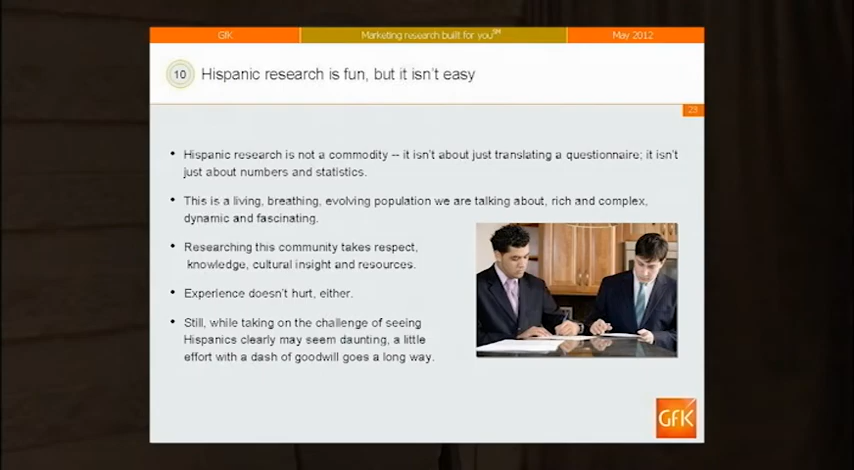 GfK
Marketing research built for you℠
May 2012
10
Hispanic research is fun, but it isn't easy
23
• Hispanic research is not a commodity -- it isn't about just translating a questionnaire; it isn't
just about numbers and statistics.
• This is a living, breathing, evolving population we are talking about, rich and complex,
dynamic and fascinating.
• Researching this community takes respect,
knowledge, cultural insight and resources.
• Experience doesn't hurt, either.
• Still, while taking on the challenge of seeing
Hispanics clearly may seem daunting, a little
effort with a dash of goodwill goes a long way.
GfK